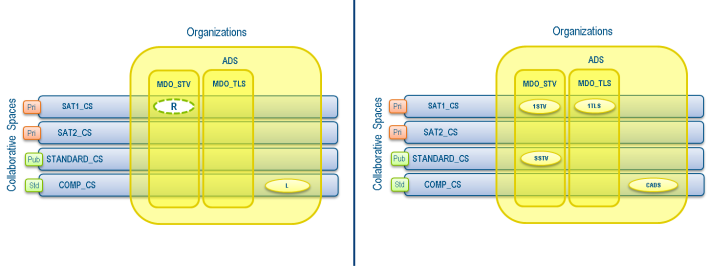 Organizations
ADS
MDO_STV MDO_TLS
Collaborative Spaces
Pri SAT1_CS R
Pri SAT2_CS
Pub STANDARD_CS
Std COMP_CS L
Organizations
ADS
MDO_STV MDO_TLS
Collaborative Spaces
Pri SAT1_CS 1STV 1TLS
Pri SAT2_CS
Pub STANDARD_CS SSTV
Std COMP_CS CADS